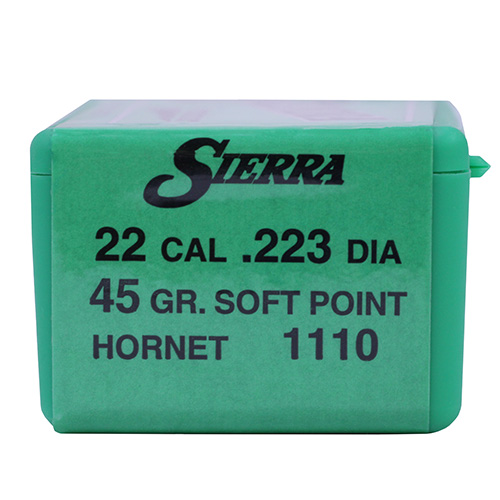 SIERRA
22 CAL .223 DIA
45 GR. SOFT POINT
HORNET 1110